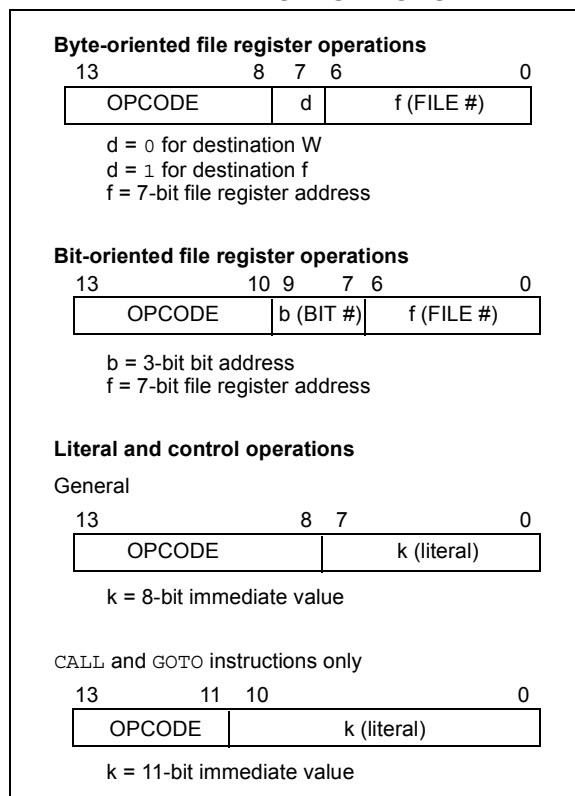 Byte-oriented file register operations
13 8 7 6 0
OPCODE d f (FILE #)
d = 0 for destination W
d = 1 for destination f
f = 7-bit file register address
Bit-oriented file register operations
13 10 9 7 6 0
OPCODE b (BIT #) f (FILE #)
b = 3-bit bit address
f = 7-bit file register address
Literal and control operations
General
13 8 7 0
OPCODE k (literal)
k = 8-bit immediate value
CALL and GOTO instructions only
13 11 10 0
OPCODE k (literal)
k = 11-bit immediate value